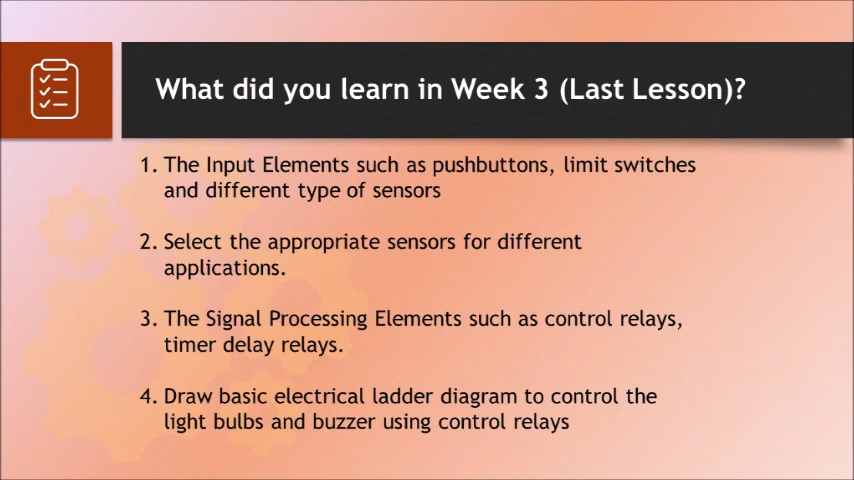 What did you learn in Week 3 (Last Lesson)?
1. The Input Elements such as pushbuttons, limit switches
and different type of sensors
2. Select the appropriate sensors for different
applications.
3. The Signal Processing Elements such as control relays,
timer delay relays.
4. Draw basic electrical ladder diagram to control the
light bulbs and buzzer using control relays